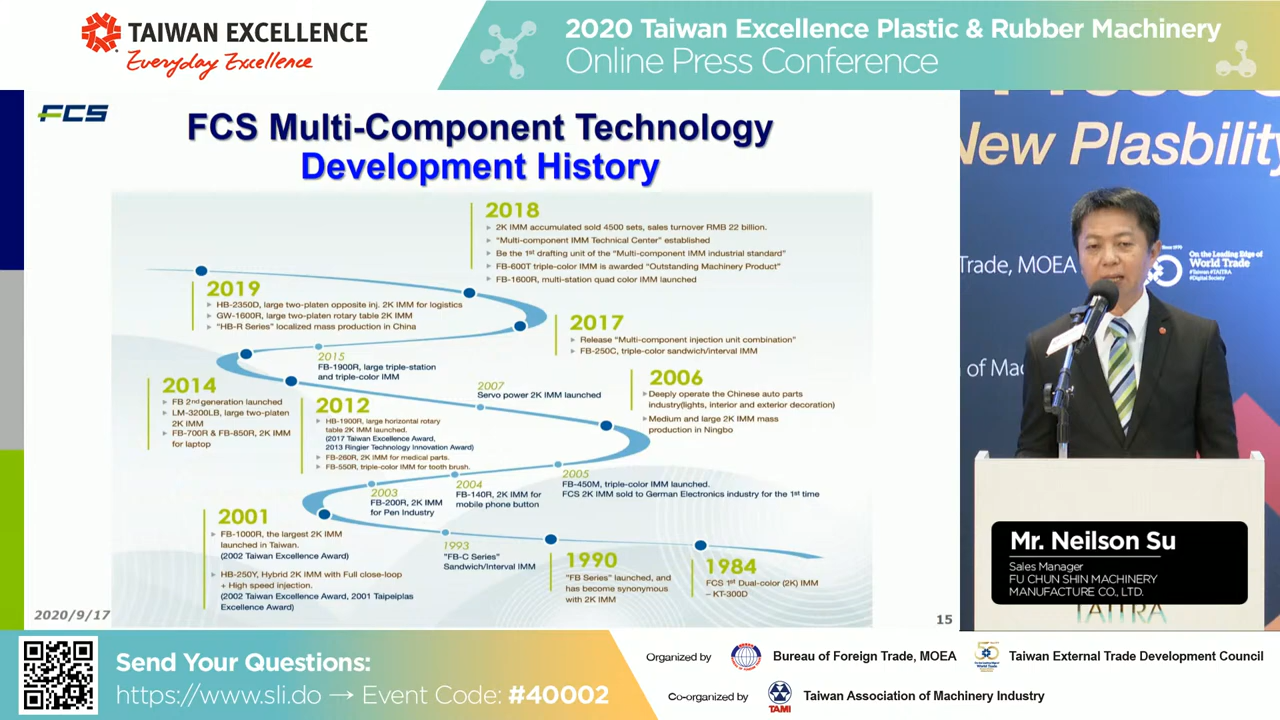 TAIWAN EXCELLENCE
Everyday Excellence
2020 Taiwan Excellence Plastic & Rubber Machinery
Online Press Conference
FCS
FCS Multi-Component Technology
Development History
2018
2K IMM accumulated sold 4500 sets, sales turnover RMB 22 billion.
"Multi-component IMM Technical Center" established
Be the 1st drafting unit of the "Multi-component IMM industrial standard"
FB-600T triple-color IMM is awarded "Outstanding Machinery Product"
FB-1600R, multi-station quad color IMM launched
2019
HB-2350D, large two-platen opposite inj. 2K IMM for logistics
GW-1600R, large two-platen rotary table 2K IMM
"HB-R Series" localized mass production in China
2017
Release "Multi-component injection unit combination"
FB-250C, triple-color sandwich/interval IMM
2015
FB-1900R, large triple-station
and triple-color IMM
2014
FB 2nd generation launched
LM-3200LB, large two-platen
2K IMM
FB-700R & FB-850R, 2K IMM
for laptop
2012
HB-1900R, large horizontal rotary
table 2K IMM launched.
(2017 Taiwan Excellence Award,
2013 Ringier Technology Innovation Award)
FB-260R, 2K IMM for medical parts.
FB-550R, triple-color IMM for tooth brush.
2007
Servo power 2K IMM launched
2006
Deeply operate the Chinese auto parts
industry(lights, interior and exterior decoration)
Medium and large 2K IMM mass
production in Ningbo
2005
FB-450M, triple-color IMM launched.
FCS 2K IMM sold to German Electronics industry for the 1st time
2004
FB-140R, 2K IMM for
mobile phone button
2003
FB-200R, 2K IMM
for Pen Industry
2001
FB-1000R, the largest 2K IMM
launched in Taiwan.
(2002 Taiwan Excellence Award)
HB-250Y, Hybrid 2K IMM with Full close-loop
+ High speed injection.
(2002 Taiwan Excellence Award, 2001 Taipeiplas
Excellence Award)
1993
"FB-C Series"
Sandwich/Interval IMM
1990
"FB Series" launched, and
has become synonymous
with 2K IMM
1984
FCS 1st Dual-color (2K) IMM
– KT-300D
2020/9/17
15
New Plasbility
Trade, MOEA
Since 1970
On the Leading Edge of
World Trade
#Taiwan #TAITRA
#Digital Society
of Mac
Mr. Neilson Su
Sales Manager
FU CHUN SHIN MACHINERY
MANUFACTURE CO., LTD.
TAITRA
Send Your Questions:
https://www.sli.do → Event Code: #40002
Organized by
Bureau of Foreign Trade, MOEA
Taiwan External Trade Development Council
Co-organized by
TAMI
Taiwan Association of Machinery Industry